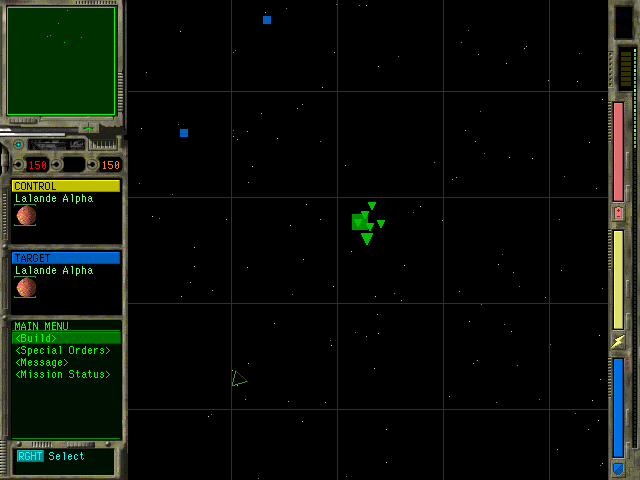 150 150
CONTROL
Lalande Alpha
TARGET
Lalande Alpha
MAIN MENU
<Build>
<Special Orders>
<Message>
<Mission Status>
RGHT Select